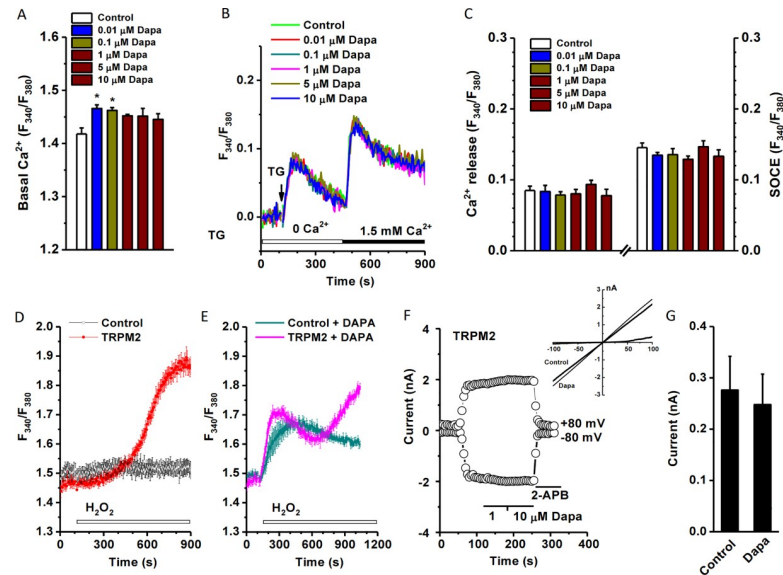 A
Control
0.01 µM Dapa
0.1 µM Dapa
1 µM Dapa
5 µM Dapa
10 µM Dapa
* *
Basal Ca²⁺ (F₃₄₀/F₃₈₀)
1.6
1.5
1.4
1.3
1.2
B
Control
0.01 µM Dapa
0.1 µM Dapa
1 µM Dapa
5 µM Dapa
10 µM Dapa
F₃₄₀/F₃₈₀
0.2
0.1
0.0
TG
TG
0 Ca²⁺
1.5 mM Ca²⁺
0 300 600 900
Time (s)
C
Control
0.01 µM Dapa
0.1 µM Dapa
1 µM Dapa
5 µM Dapa
10 µM Dapa
Ca²⁺ release (F₃₄₀/F₃₈₀)
0.3
0.2
0.1
0.0
SOCE (F₃₄₀/F₃₈₀)
0.3
0.2
0.1
0.0
D
Control
TRPM2
F₃₄₀/F₃₈₀
2.0
1.9
1.8
1.7
1.6
1.5
1.4
1.3
H₂O₂
0 300 600 900
Time (s)
E
Control + DAPA
TRPM2 + DAPA
F₃₄₀/F₃₈₀
2.0
1.9
1.8
1.7
1.6
1.5
1.4
1.3
H₂O₂
0 300 600 900 1200
Time (s)
F
TRPM2
Current (nA)
4
2
0
-2
-4
+80 mV
-80 mV
2-APB
1 10 µM Dapa
0 100 200 300 400
Time (s)
nA
3
2
1
-1
-2
-3
-100 -50 50 100
Control
Dapa
G
Current (nA)
0.4
0.3
0.2
0.1
0.0
Control
Dapa